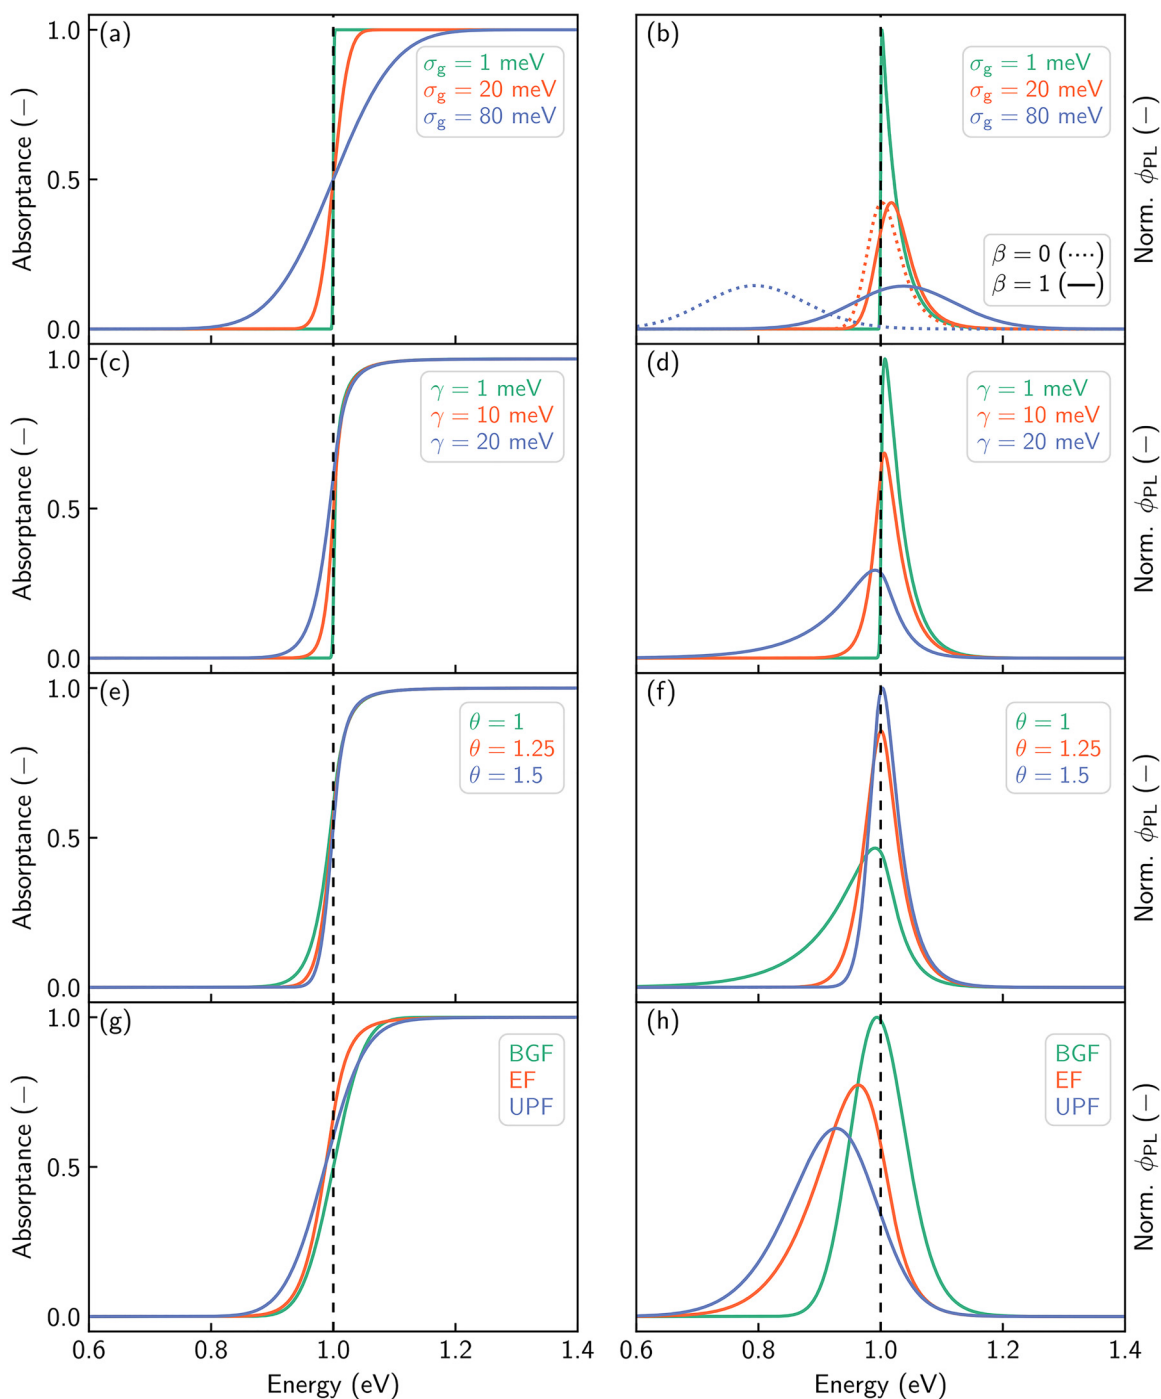 (a)
1.0
0.5
0.0
Absorptance (—)
σg = 1 meV
σg = 20 meV
σg = 80 meV
(b)
σg = 1 meV
σg = 20 meV
σg = 80 meV
β = 0 (····)
β = 1 (—)
Norm. ϕPL (—)
(c)
1.0
0.5
0.0
Absorptance (—)
γ = 1 meV
γ = 10 meV
γ = 20 meV
(d)
γ = 1 meV
γ = 10 meV
γ = 20 meV
Norm. ϕPL (—)
(e)
1.0
0.5
0.0
Absorptance (—)
θ = 1
θ = 1.25
θ = 1.5
(f)
θ = 1
θ = 1.25
θ = 1.5
Norm. ϕPL (—)
(g)
1.0
0.5
0.0
Absorptance (—)
BGF
EF
UPF
0.6 0.8 1.0 1.2 1.4
Energy (eV)
(h)
BGF
EF
UPF
Norm. ϕPL (—)
0.6 0.8 1.0 1.2 1.4
Energy (eV)